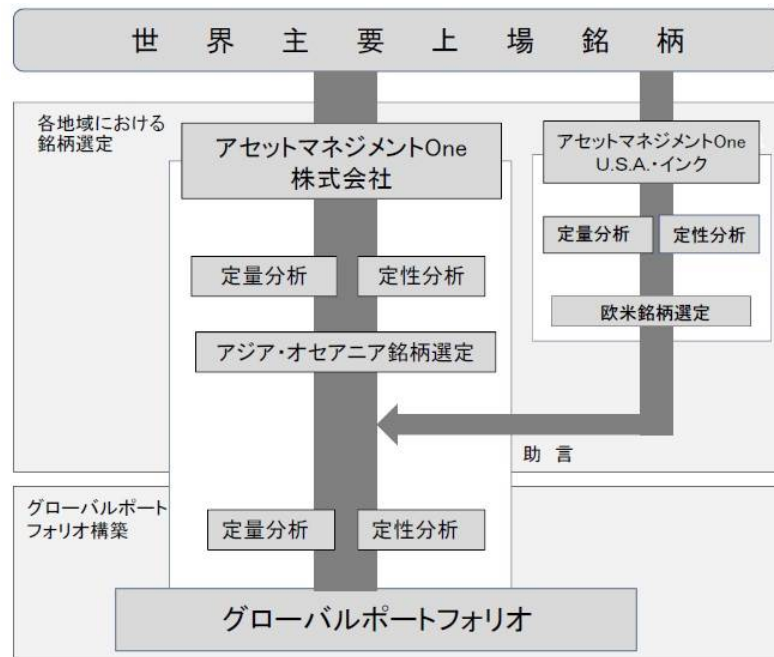 世界主要上場銘柄
各地域における
銘柄選定
アセットマネジメントOne
株式会社
アセットマネジメントOne
U.S.A.・インク
定量分析
定性分析
定量分析
定性分析
欧米銘柄選定
アジア・オセアニア銘柄選定
助言
グローバルポート
フォリオ構築
定量分析
定性分析
グローバルポートフォリオ